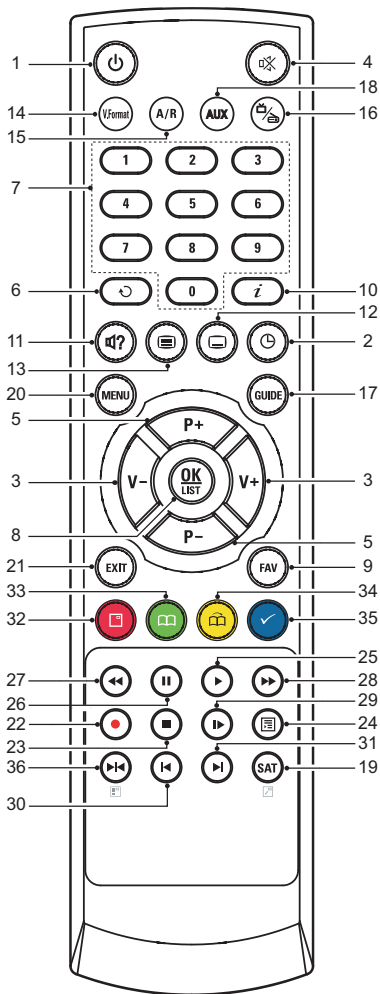 1 4
18
V.Format A/R AUX
14 15 16
1 2 3
7
4 5 6
7 8 9
6 0 i 10
12
11 ? 2
13
20 MENU GUIDE 17
5 P+
3 V- OK V+ 3
LIST
8 P- 5
21 EXIT FAV 9
33 34
32 35
25
27 28
26 29
22 24
23 31
36 SAT 19
30